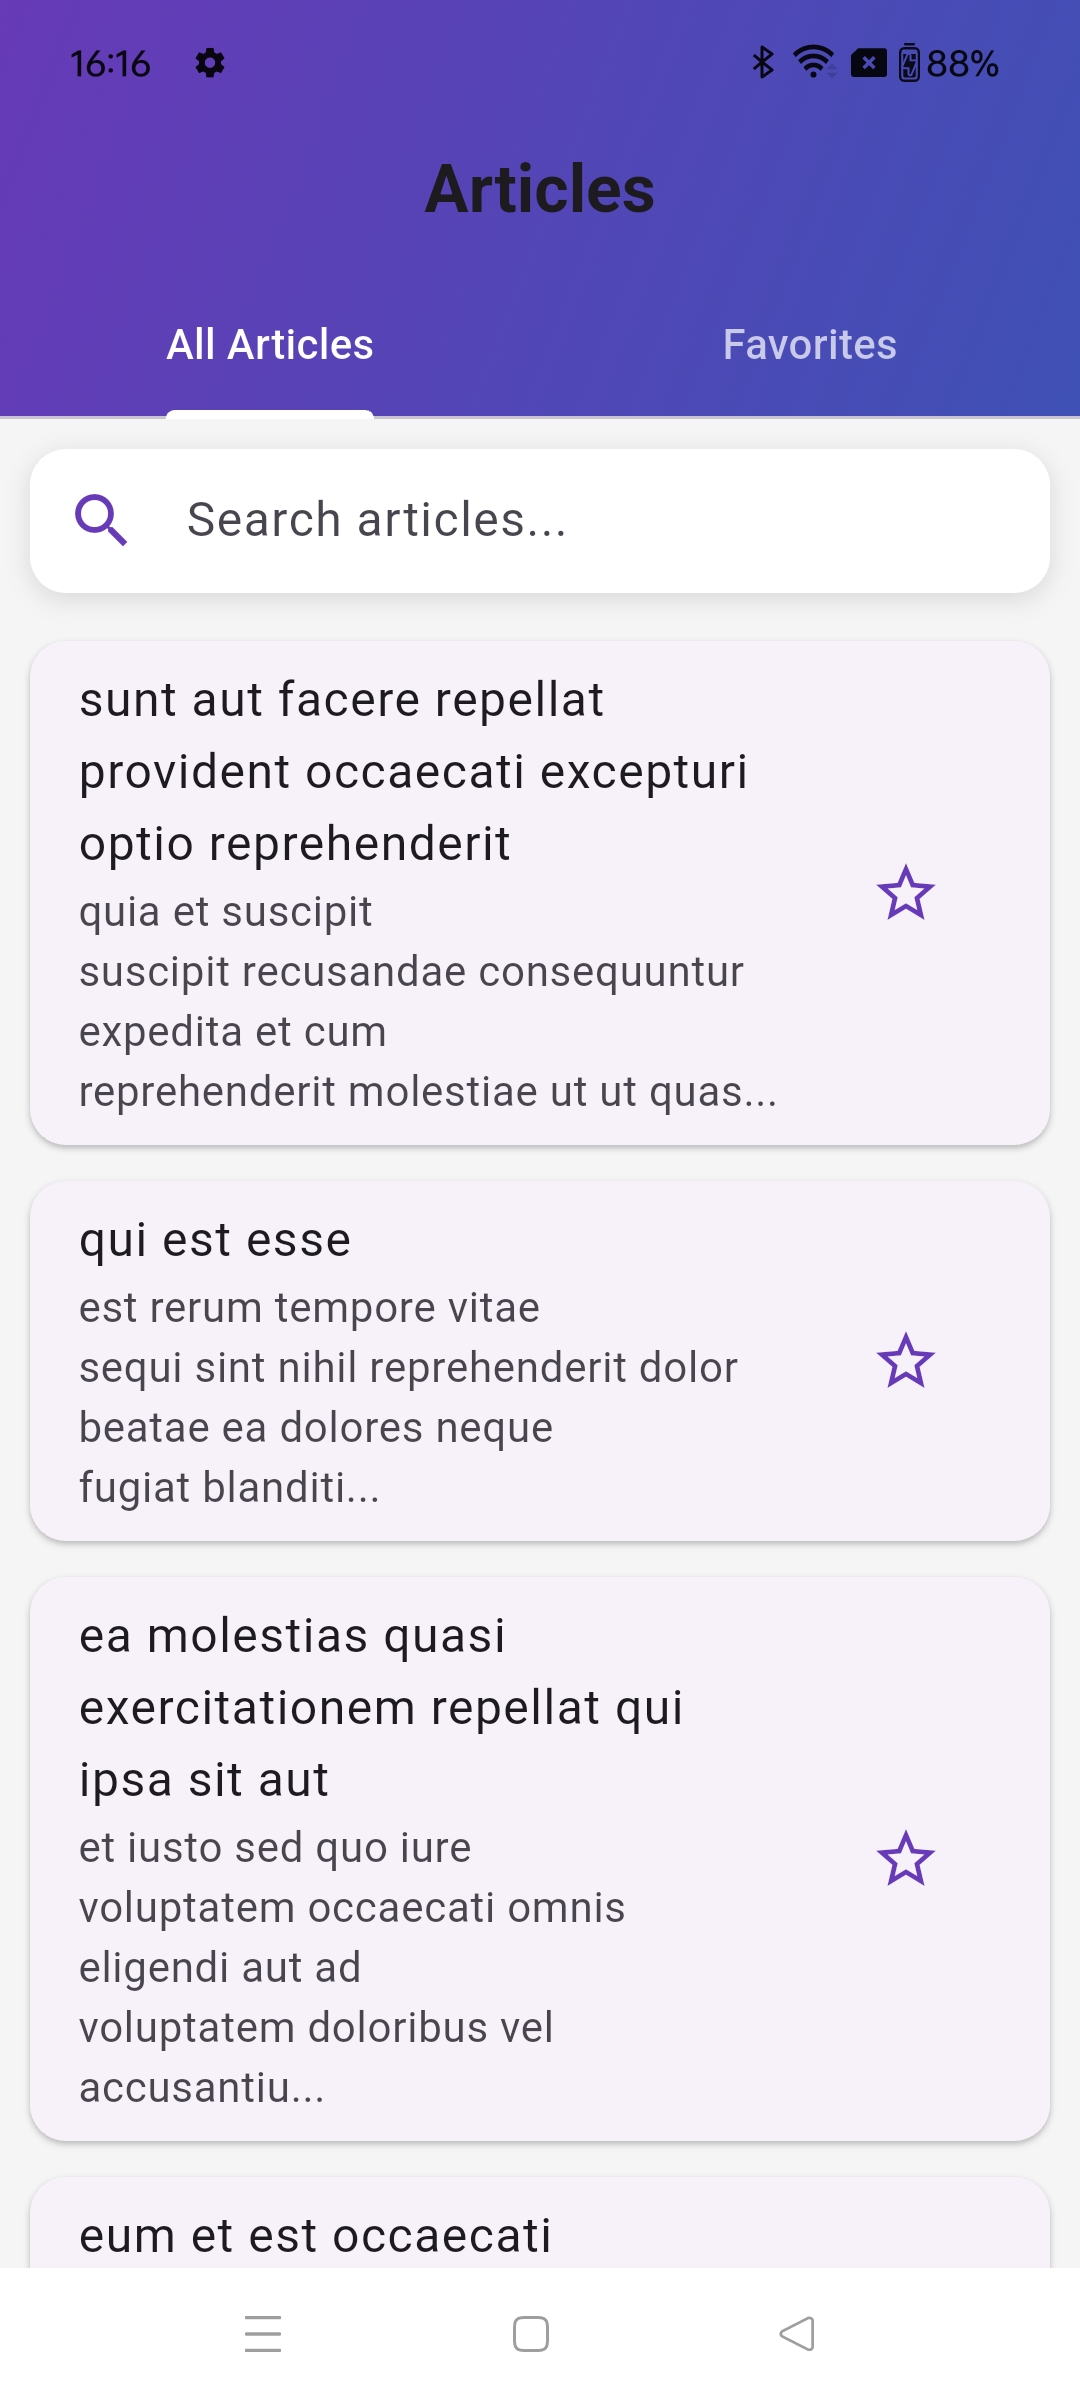 16:16 88%
Articles
All Articles Favorites
Search articles...
sunt aut facere repellat
provident occaecati excepturi
optio reprehenderit
quia et suscipit
suscipit recusandae consequuntur
expedita et cum
reprehenderit molestiae ut ut quas...
qui est esse
est rerum tempore vitae
sequi sint nihil reprehenderit dolor
beatae ea dolores neque
fugiat blanditi...
ea molestias quasi
exercitationem repellat qui
ipsa sit aut
et iusto sed quo iure
voluptatem occaecati omnis
eligendi aut ad
voluptatem doloribus vel
accusantiu...
eum et est occaecati